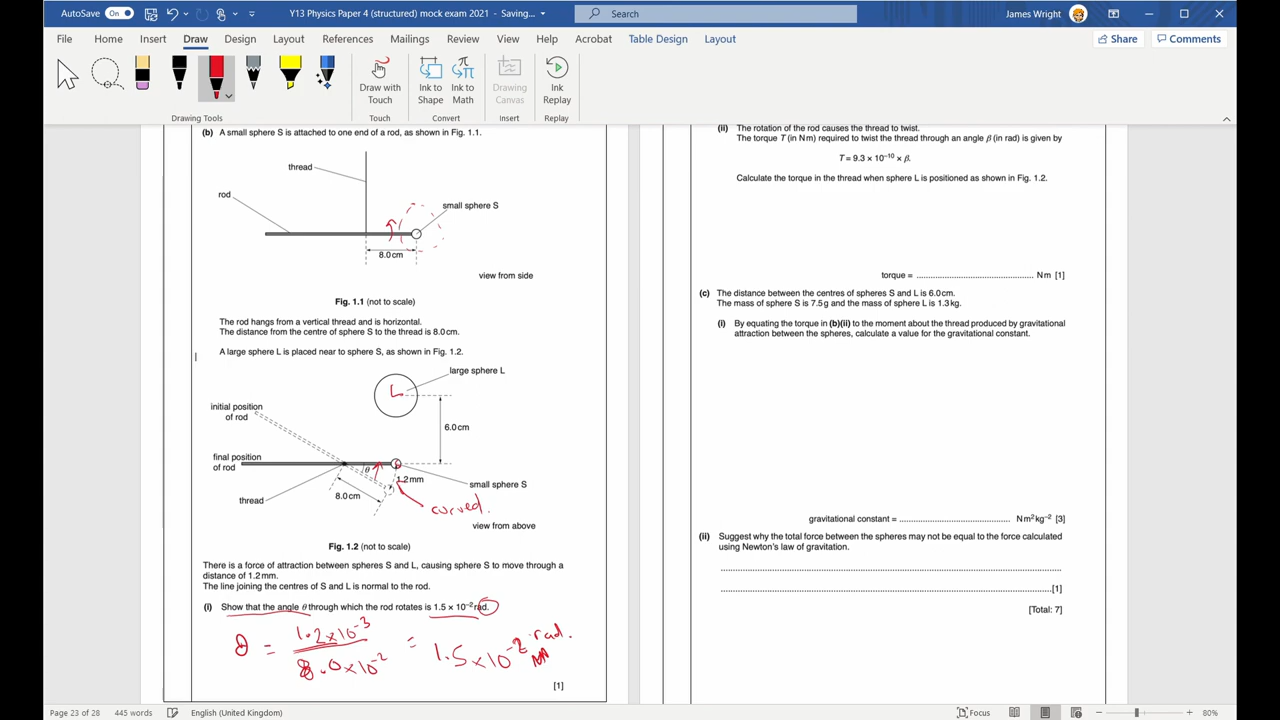 AutoSave On
Y13 Physics Paper 4 (structured) mock exam 2021 - Saving...
Search
James Wright
File Home Insert Draw Design Layout References Mailings Review View Help Acrobat Table Design Layout
Share Comments
Draw with Touch
Ink to Shape
Ink to Math
Drawing Canvas
Ink Replay
Drawing Tools Touch Convert Insert Replay
(b) A small sphere S is attached to one end of a rod, as shown in Fig. 1.1.
thread
rod
small sphere S
8.0 cm
view from side
Fig. 1.1 (not to scale)
The rod hangs from a vertical thread and is horizontal.
The distance from the centre of sphere S to the thread is 8.0 cm.
A large sphere L is placed near to sphere S, as shown in Fig. 1.2.
large sphere L
L
initial position
of rod
6.0 cm
final position
of rod
θ
1.2 mm
small sphere S
thread
8.0 cm
curved.
view from above
Fig. 1.2 (not to scale)
There is a force of attraction between spheres S and L, causing sphere S to move through a
distance of 1.2 mm.
The line joining the centres of S and L is normal to the rod.
(i) Show that the angle θ through which the rod rotates is 1.5 × 10⁻² rad.
θ = 1.2×10⁻³ / 8.0×10⁻² = 1.5×10⁻² rad.
[1]
(ii) The rotation of the rod causes the thread to twist.
The torque T (in N m) required to twist the thread through an angle β (in rad) is given by
T = 9.3 × 10⁻¹⁰ × β.
Calculate the torque in the thread when sphere L is positioned as shown in Fig. 1.2.
torque = ................................................ N m [1]
(c) The distance between the centres of spheres S and L is 6.0 cm.
The mass of sphere S is 7.5 g and the mass of sphere L is 1.3 kg.
(i) By equating the torque in (b)(ii) to the moment about the thread produced by gravitational
attraction between the spheres, calculate a value for the gravitational constant.
gravitational constant = ............................................. N m² kg⁻² [3]
(ii) Suggest why the total force between the spheres may not be equal to the force calculated
using Newton's law of gravitation.
..........................................................................................................................
......................................................................................................................[1]
[Total: 7]
Page 23 of 28 445 words English (United Kingdom) Focus 80%